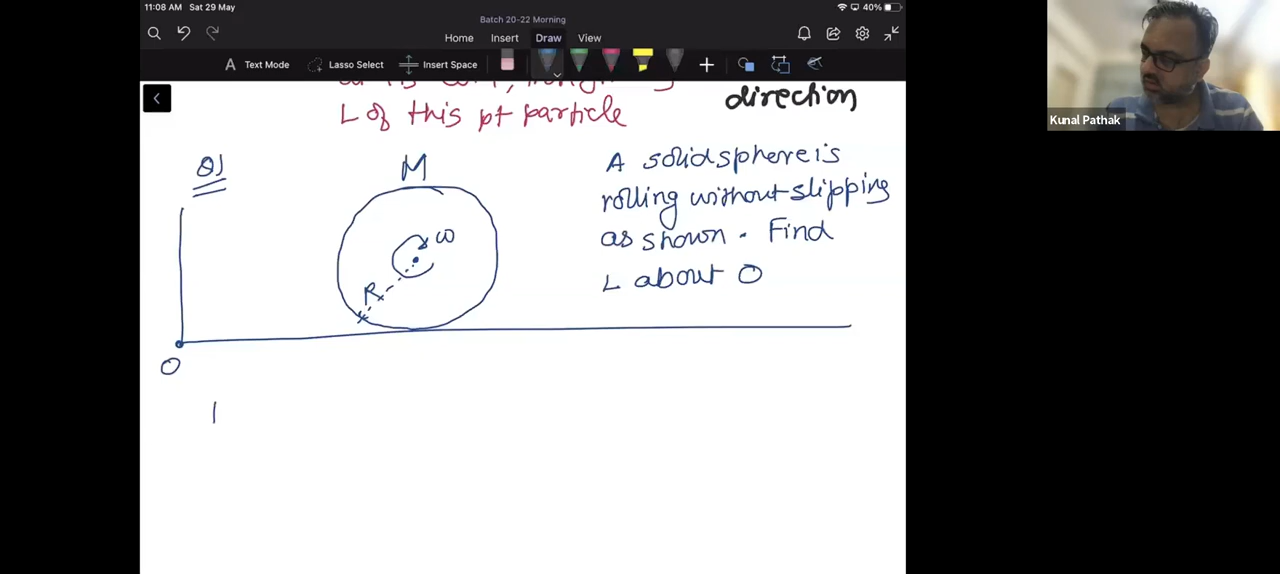 11:08 AM Sat 29 May
40%
Batch 20-22 Morning
Home Insert Draw View
Text Mode Lasso Select Insert Space
direction
L of this pt particle
Q)
M
ω
R
O
A solid sphere is
rolling without slipping
as shown. Find
L about O
Kunal Pathak